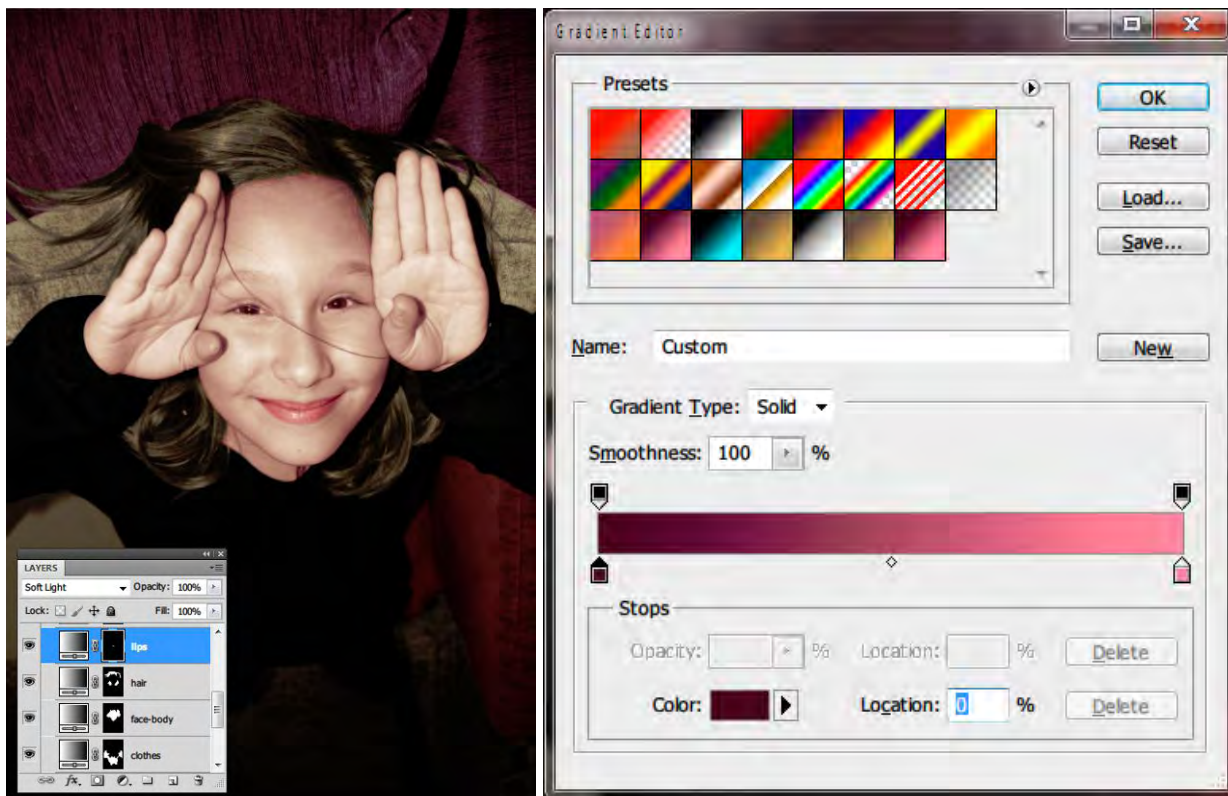 LAYERS
Soft Light Opacity: 100%
Lock: Fill: 100%
lips
hair
face-body
clothes
fx.
Gradient Editor
Presets
OK
Reset
Load...
Save...
Name: Custom
New
Gradient Type: Solid
Smoothness: 100 %
Stops
Opacity: % Location: % Delete
Color: Location: 0 % Delete